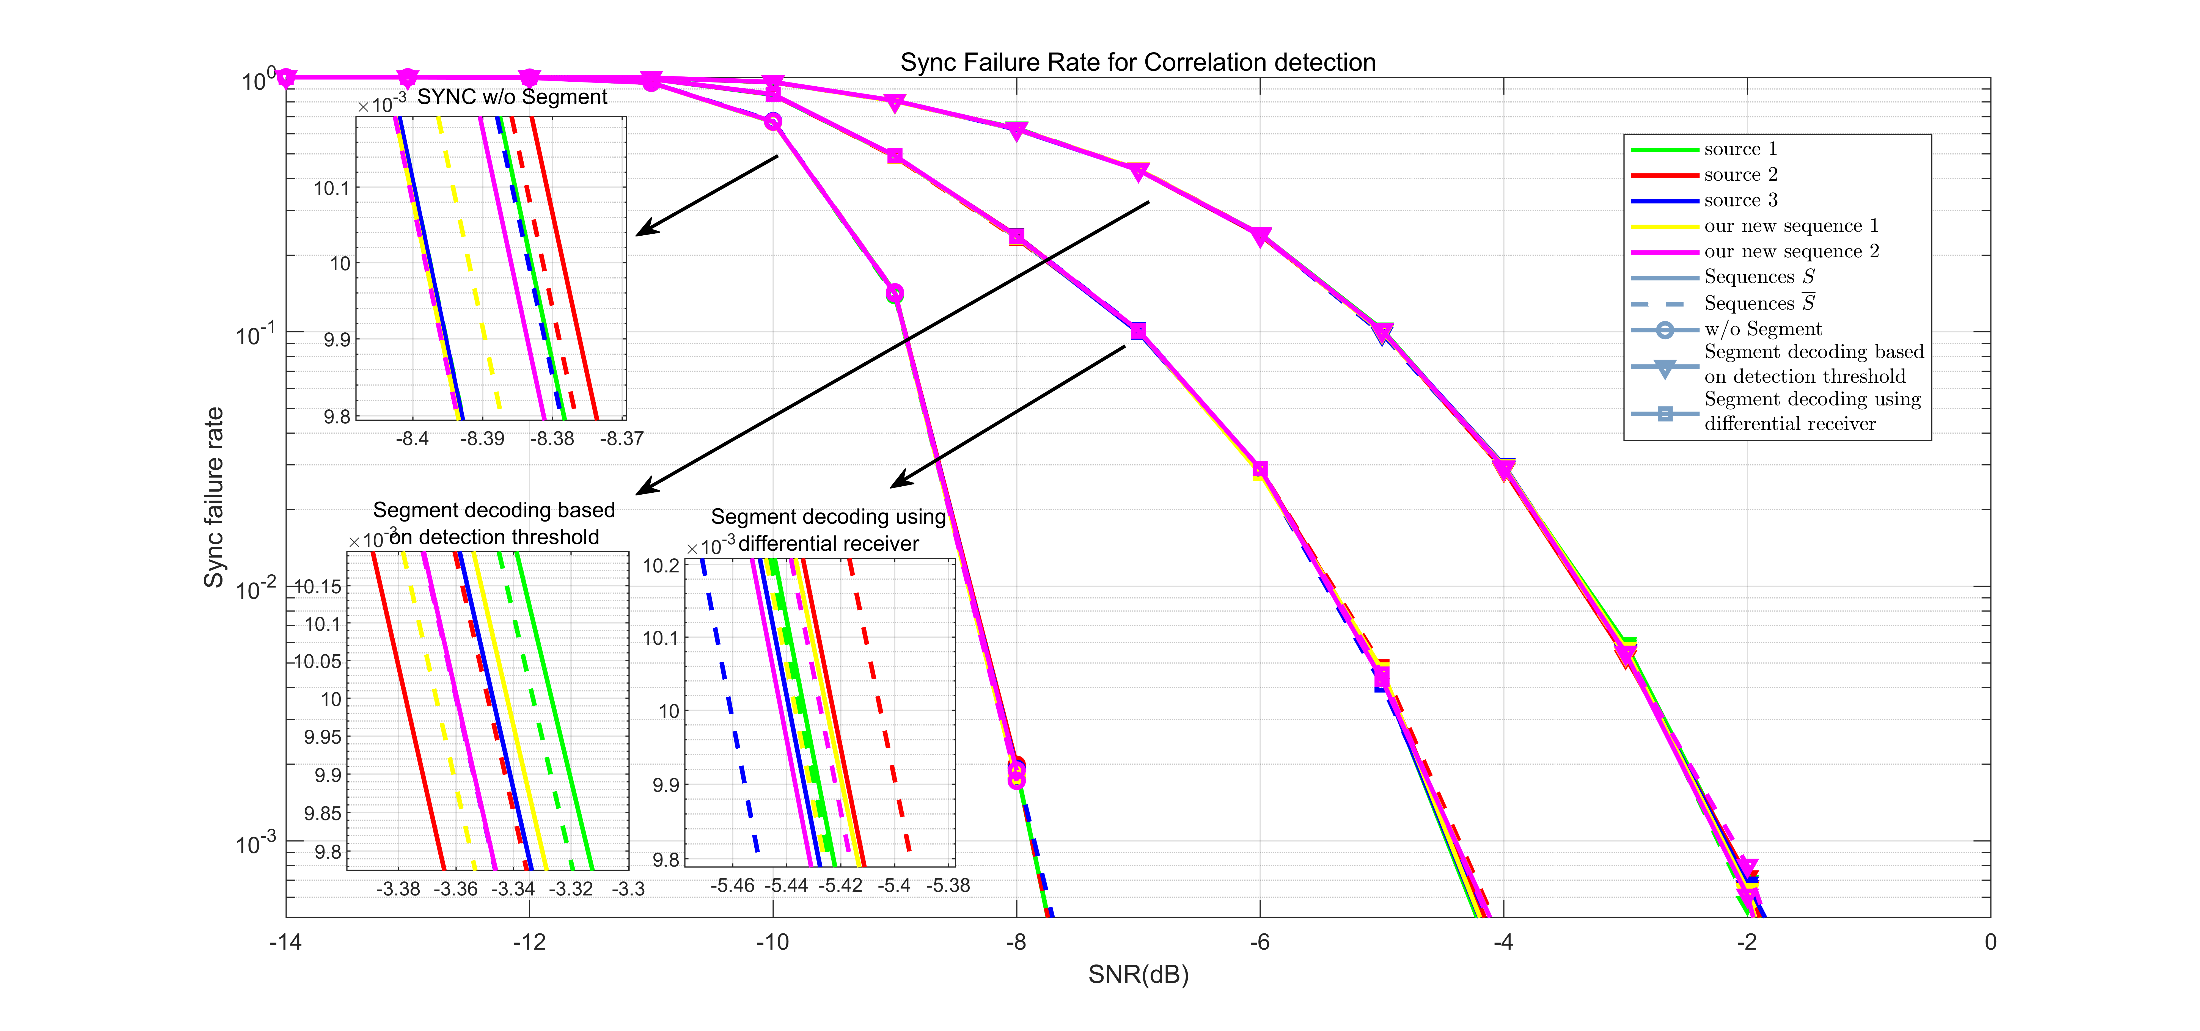 Sync Failure Rate for Correlation detection
10⁰
10⁻¹
10⁻²
10⁻³
Sync failure rate
-14
-12
-10
-8
-6
-4
-2
0
SNR(dB)
×10⁻³
SYNC w/o Segment
10.1
10
9.9
9.8
-8.4
-8.39
-8.38
-8.37
Segment decoding based
on detection threshold
×10⁻³
10.15
10.1
10.05
10
9.95
9.9
9.85
9.8
-3.38
-3.36
-3.34
-3.32
-3.3
Segment decoding using
differential receiver
×10⁻³
10.2
10.1
10
9.9
9.8
-5.46
-5.44
-5.42
-5.4
-5.38
source 1
source 2
source 3
our new sequence 1
our new sequence 2
Sequences S
Sequences S̅
w/o Segment
Segment decoding based
on detection threshold
Segment decoding using
differential receiver